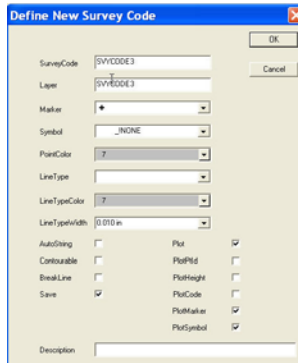 Define New Survey Code
OK
SurveyCode SVYCODE3
Cancel
Layer SVYCODE3
Marker
Symbol _INONE
PointColor 7
LineType
LineTypeColor 7
LineTypeWidth 0.010 in
AutoString Plot
Contourable PlotPtId
BreakLine PlotHeight
Save PlotCode
PlotMarker
PlotSymbol
Description